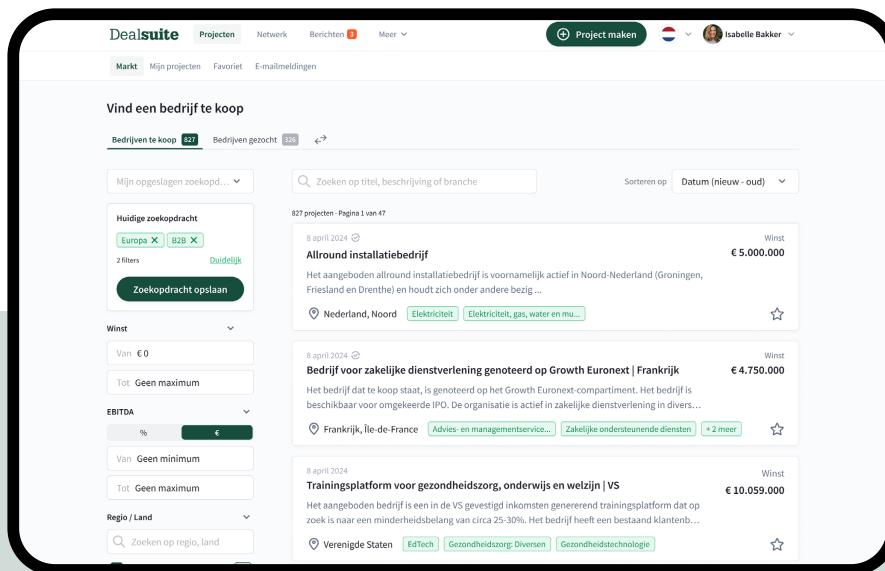 Dealsuite Projecten Netwerk Berichten 3 Meer Project maken Isabelle Bakker
Markt Mijn projecten Favoriet E-mailmeldingen
Vind een bedrijf te koop
Bedrijven te koop 827 Bedrijven gezocht 326
Mijn opgeslagen zoekopd...
Huidige zoekopdracht
Europa X B2B X
2 filters Duidelijk
Zoekopdracht opslaan
Winst
Van € 0
Tot Geen maximum
EBITDA
% €
Van Geen minimum
Tot Geen maximum
Regio / Land
Zoeken op regio, land
Zoeken op titel, beschrijving of branche
Sorteren op Datum (nieuw - oud)
827 projecten · Pagina 1 van 47
8 april 2024 Winst
Allround installatiebedrijf € 5.000.000
Het aangeboden allround installatiebedrijf is voornamelijk actief in Noord-Nederland (Groningen,
Friesland en Drenthe) en houdt zich onder andere bezig ...
Nederland, Noord Elektriciteit Elektriciteit, gas, water en mu...
8 april 2024 Winst
Bedrijf voor zakelijke dienstverlening genoteerd op Growth Euronext | Frankrijk € 4.750.000
Het bedrijf dat te koop staat, is genoteerd op het Growth Euronext-compartiment. Het bedrijf is
beschikbaar voor omgekeerde IPO. De organisatie is actief in zakelijke dienstverlening in divers...
Frankrijk, Île-de-France Advies- en managementservice... Zakelijke ondersteunende diensten + 2 meer
8 april 2024 Winst
Trainingsplatform voor gezondheidszorg, onderwijs en welzijn | VS € 10.059.000
Het aangeboden bedrijf is een in de VS gevestigd inkomsten genererend trainingsplatform dat op
zoek is naar een minderheidsbelang van circa 25-30%. Het bedrijf heeft een bestaand klantenb...
Verenigde Staten EdTech Gezondheidszorg: Diversen Gezondheidstechnologie